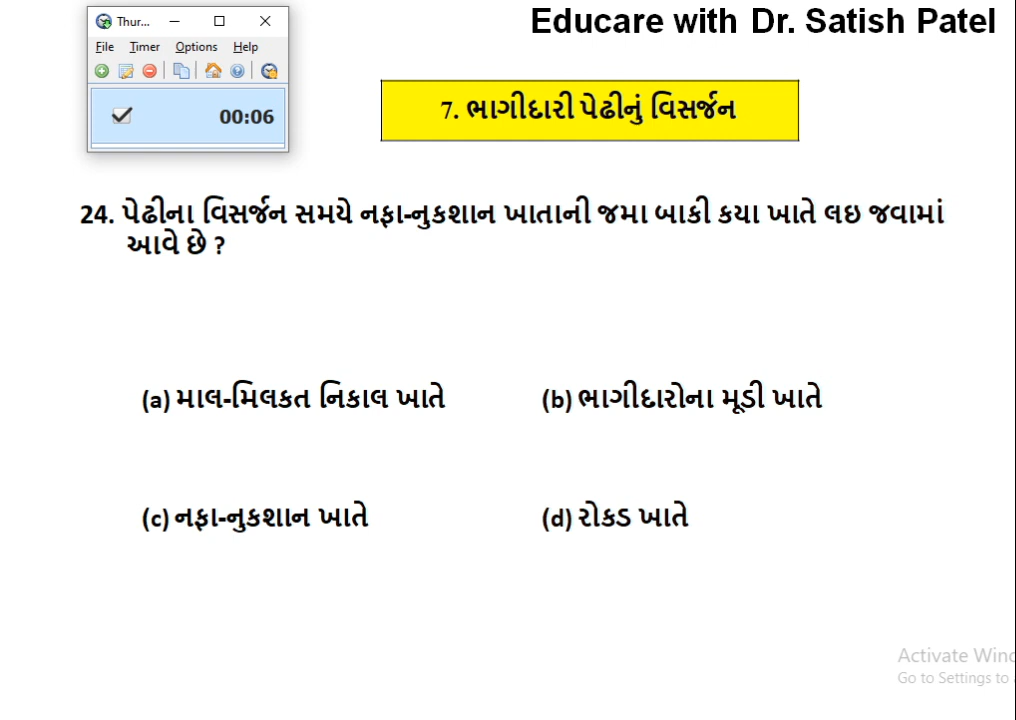 Thur...
Educare with Dr. Satish Patel
File Timer Options Help
00:06
7. ભાગીદારી પેઢીનું વિસર્જન
24. પેઢીના વિસર્જન સમયે નફા-નુકશાન ખાતાની જમા બાકી કયા ખાતે લઇ જવામાં
આવે છે ?
(a) માલ-મિલકત નિકાલ ખાતે (b) ભાગીદારોના મૂડી ખાતે
(c) નફા-નુકશાન ખાતે (d) રોકડ ખાતે
Activate Win
Go to Settings to